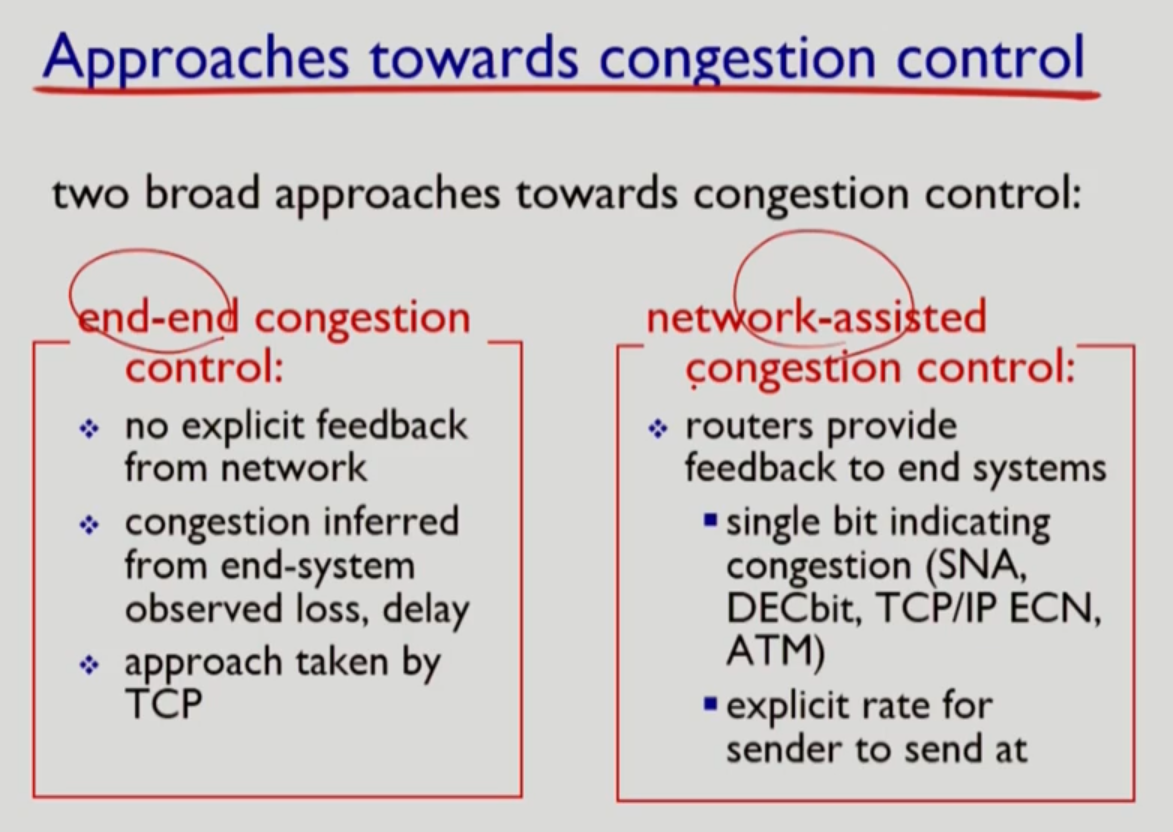 Approaches towards congestion control
two broad approaches towards congestion control:
end-end congestion
control:
no explicit feedback
from network
congestion inferred
from end-system
observed loss, delay
approach taken by
TCP
network-assisted
congestion control:
routers provide
feedback to end systems
single bit indicating
congestion (SNA,
DECbit, TCP/IP ECN,
ATM)
explicit rate for
sender to send at